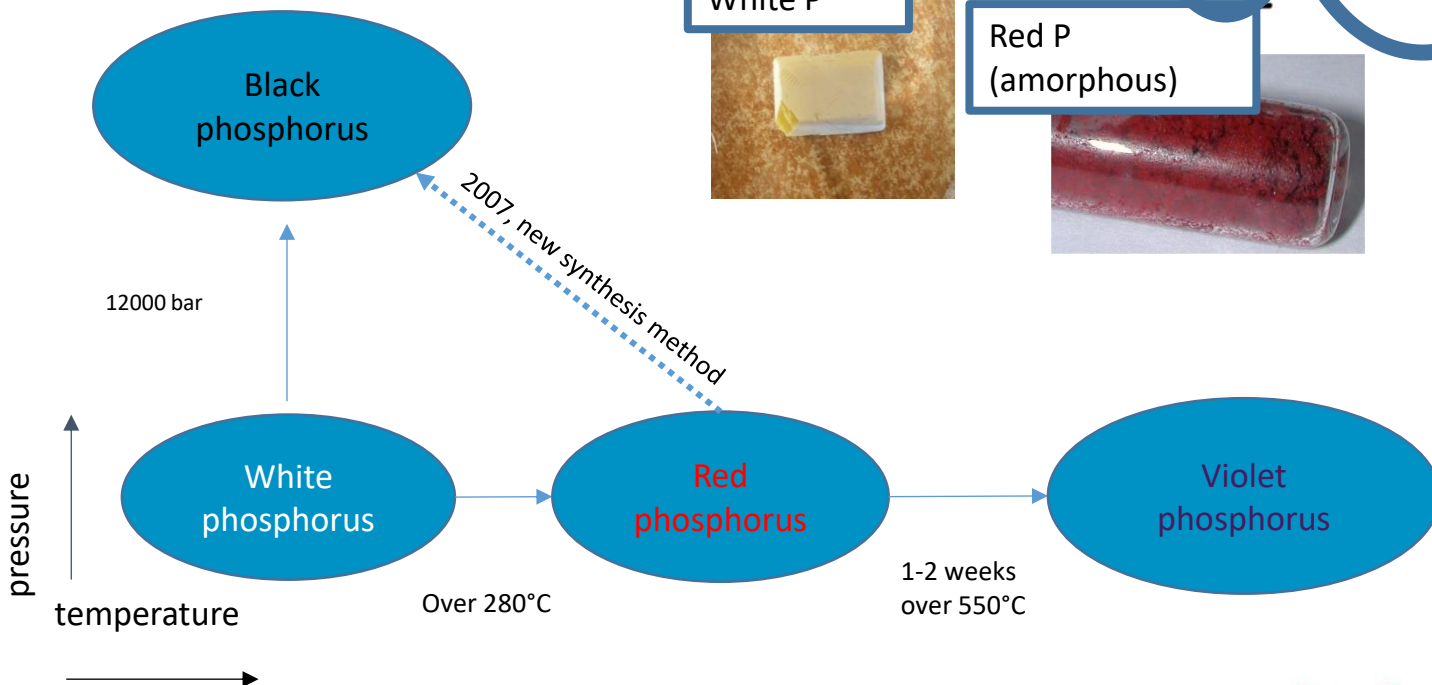 White P
Red P
(amorphous)
Black
phosphorus
2007, new synthesis method
12000 bar
White
phosphorus
Red
phosphorus
Violet
phosphorus
pressure
temperature
Over 280°C
1-2 weeks
over 550°C